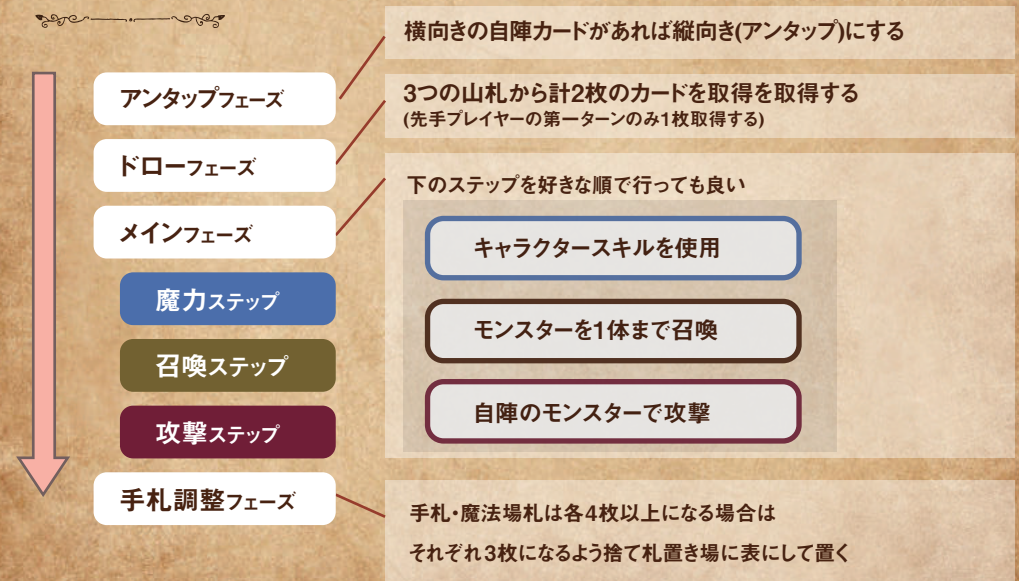 横向きの自陣カードがあれば縦向き(アンタップ)にする
アンタップフェーズ
3つの山札から計2枚のカードを取得を取得する
(先手プレイヤーの第一ターンのみ1枚取得する)
ドローフェーズ
下のステップを好きな順で行っても良い
メインフェーズ
キャラクタースキルを使用
魔力ステップ
モンスターを1体まで召喚
召喚ステップ
自陣のモンスターで攻撃
攻撃ステップ
手札調整フェーズ
手札・魔法場札は各4枚以上になる場合は
それぞれ3枚になるよう捨て札置き場に表にして置く